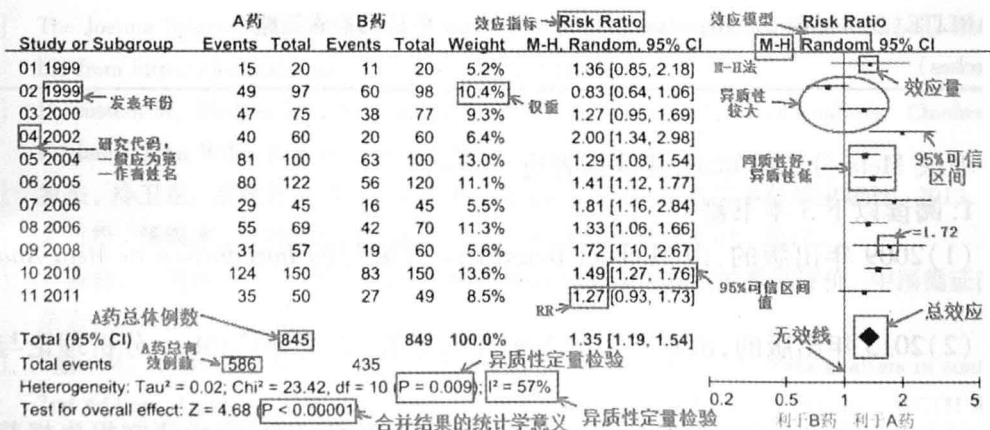 A药 B药 效应指标 Risk Ratio 效应模型 Risk Ratio
Study or Subgroup Events Total Events Total Weight M-H, Random, 95% CI M-H Random 95% CI
01 1999 15 20 11 20 5.2% 1.36 [0.85, 2.18] M-H法
02 1999 49 97 60 98 10.4% 0.83 [0.64, 1.06]
发表年份 权重 异质性较大 效应量
03 2000 47 75 38 77 9.3% 1.27 [0.95, 1.69]
04 2002 40 60 20 60 6.4% 2.00 [1.34, 2.98]
研究代码,一般应为第一作者姓名
05 2004 81 100 63 100 13.0% 1.29 [1.08, 1.54]
同质性好,异质性低 95%可信区间
06 2005 80 122 56 120 11.1% 1.41 [1.12, 1.77]
07 2006 29 45 16 45 5.5% 1.81 [1.16, 2.84]
08 2006 55 69 42 70 11.3% 1.33 [1.06, 1.66]
=1.72
09 2008 31 57 19 60 5.9% 1.72 [1.10, 2.67]
10 2010 124 150 83 150 13.6% 1.49 [1.27, 1.76]
95%可信区间值
11 2011 35 50 27 49 8.5% 1.27 [0.93, 1.73]
RR
A药总体例数 总效应
Total (95% CI) 845 849 100.0% 1.35 [1.19, 1.54] 无效线
Total events A药总有效例数 586 435 异质性定量检验
Heterogeneity: Tau² = 0.02; Chi² = 23.42, df = 10 (P = 0.009); I² = 57%
Test for overall effect: Z = 4.68 (P < 0.00001) 合并结果的统计学意义 异质性定量检验
0.2 0.5 1 2 5
利于B药 利于A药